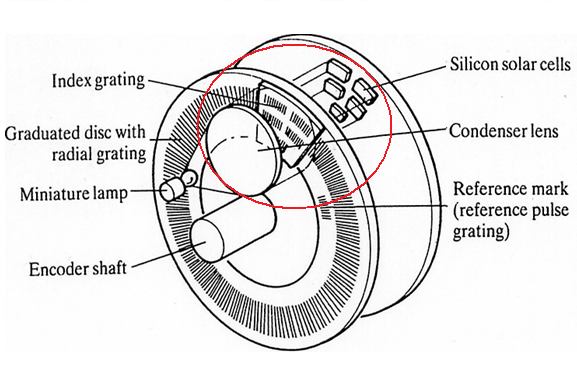 Index grating
Silicon solar cells
Graduated disc with
radial grating
Condenser lens
Miniature lamp
Reference mark
(reference pulse
grating)
Encoder shaft